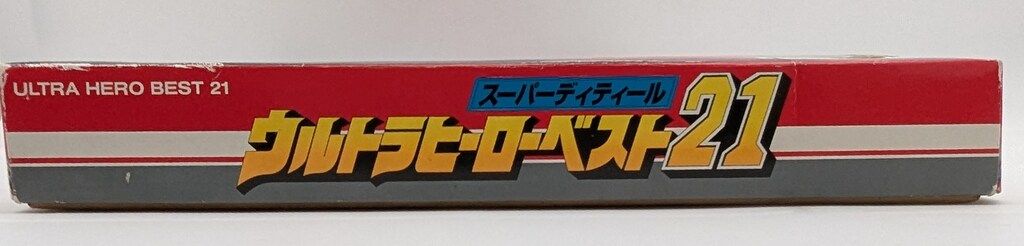 ULTRA HERO BEST 21
スーパーディティール
ウルトラヒーローベスト21